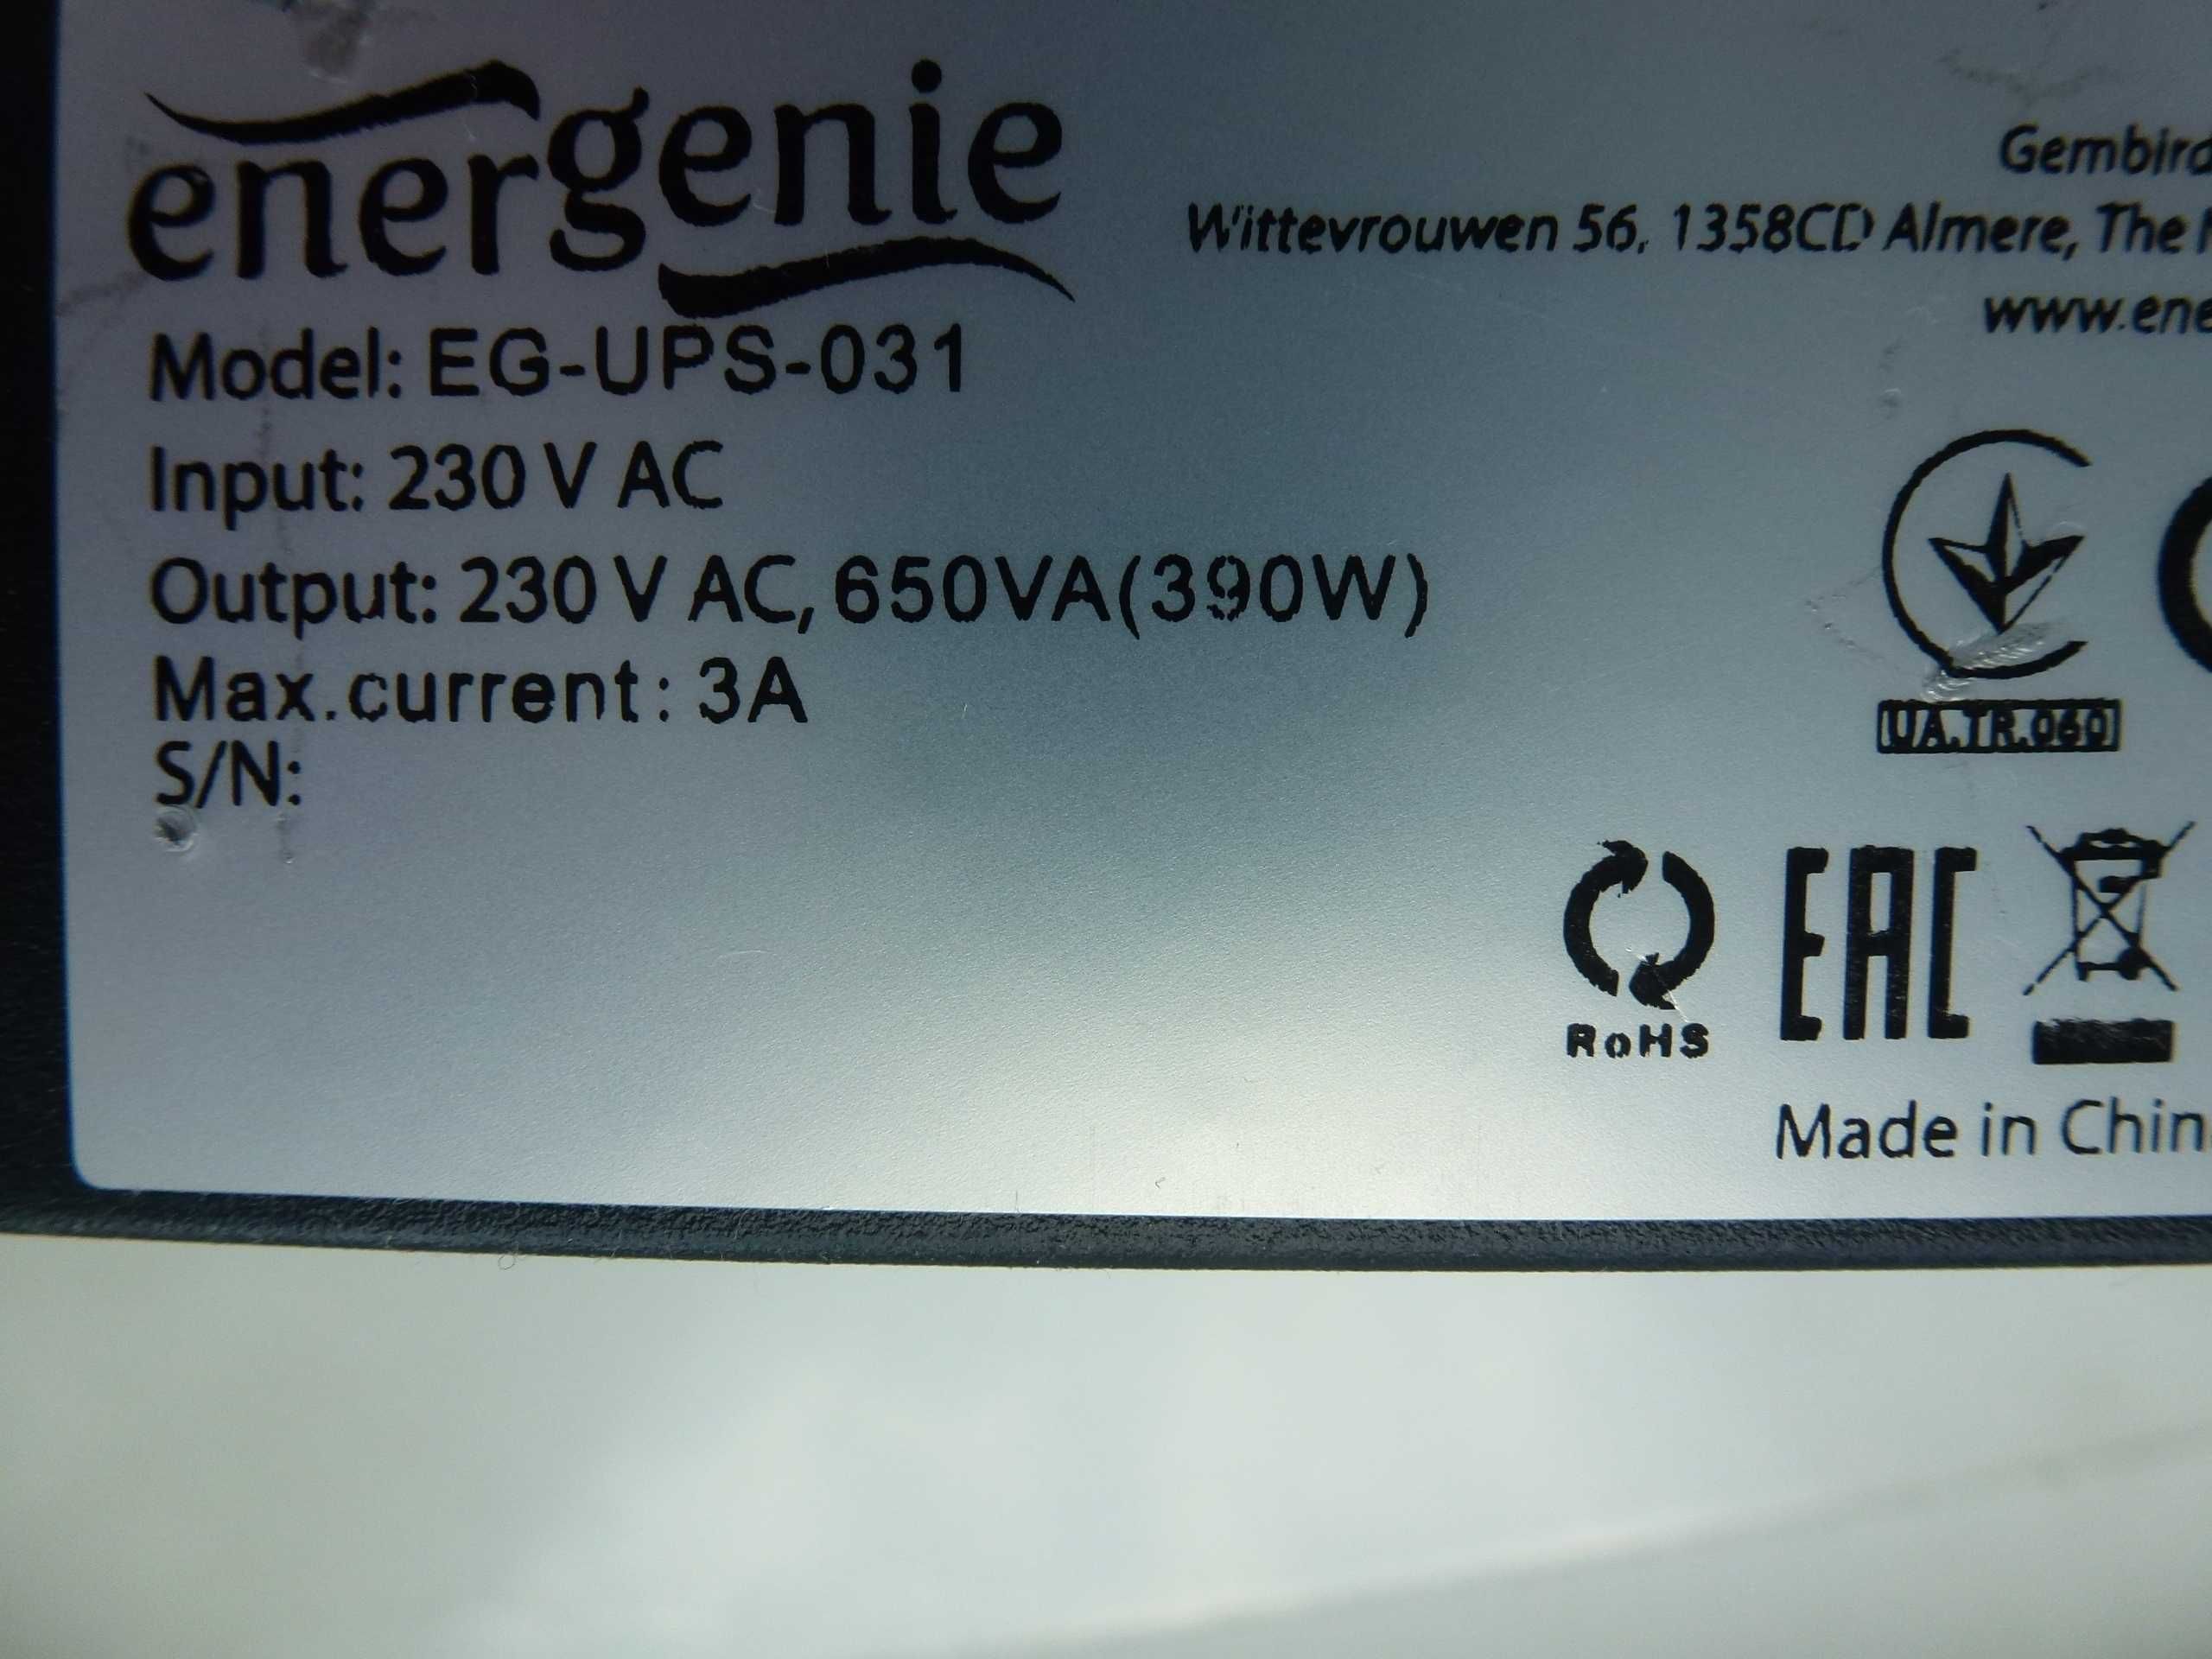 energenie
Gembird
Wittevrouwen 56, 1358CD Almere, The
www.ene
Model: EG-UPS-031
Input: 230 V AC
Output: 230 V AC, 650VA(390W)
Max.current: 3A
S/N:
UA.TR.060
RoHS
EAC
Made in Chin